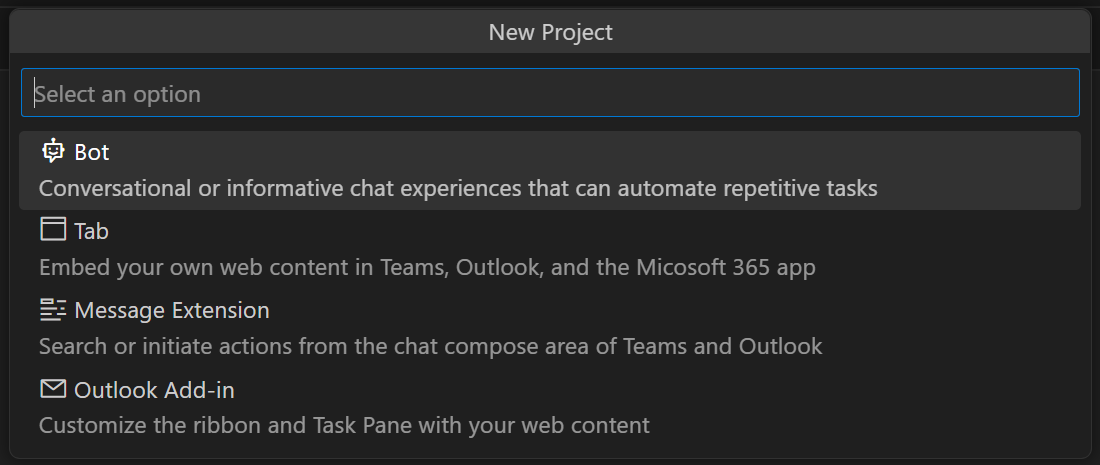 New Project
Select an option
Bot
Conversational or informative chat experiences that can automate repetitive tasks
Tab
Embed your own web content in Teams, Outlook, and the Micosoft 365 app
Message Extension
Search or initiate actions from the chat compose area of Teams and Outlook
Outlook Add-in
Customize the ribbon and Task Pane with your web content